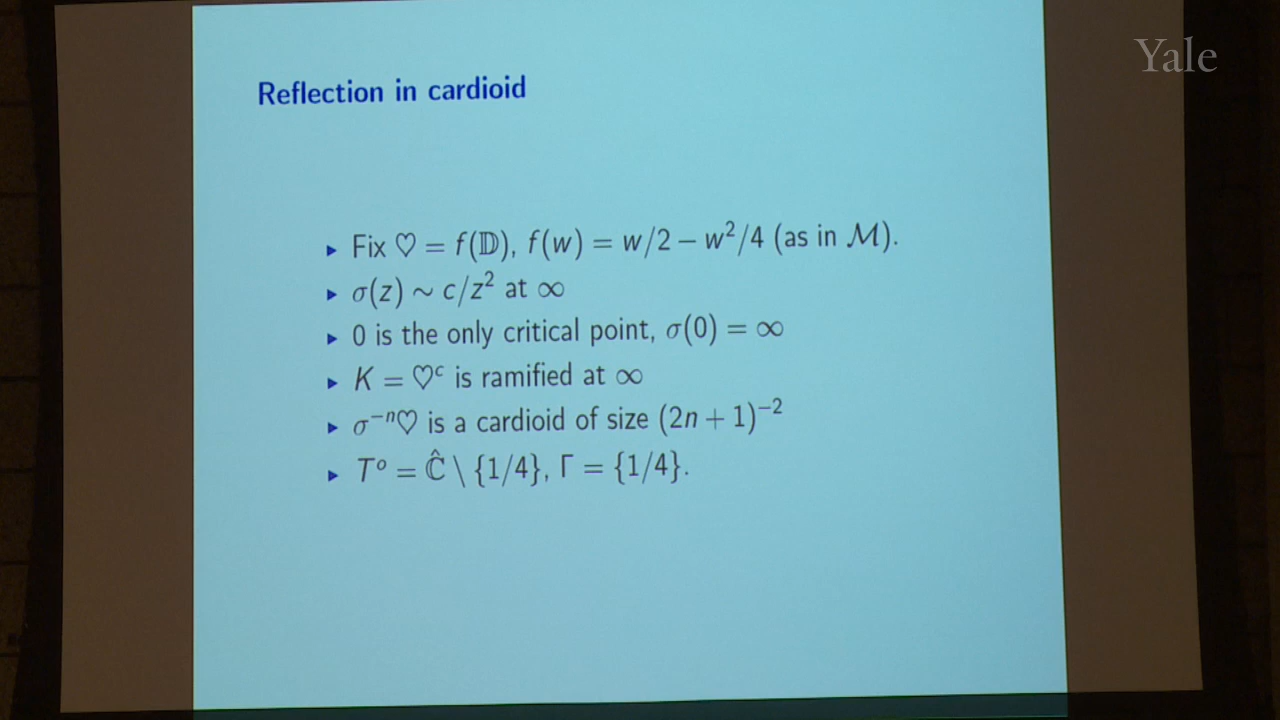 Yale
Reflection in cardioid
▸ Fix ♡ = f(𝔻), f(w) = w/2 − w²/4 (as in ℳ).
▸ σ(z) ∼ c/z² at ∞
▸ 0 is the only critical point, σ(0) = ∞
▸ K = ♡ᶜ is ramified at ∞
▸ σ⁻ⁿ♡ is a cardioid of size (2n + 1)⁻²
▸ Tᵒ = Ĉ \ {1/4}, Γ = {1/4}.